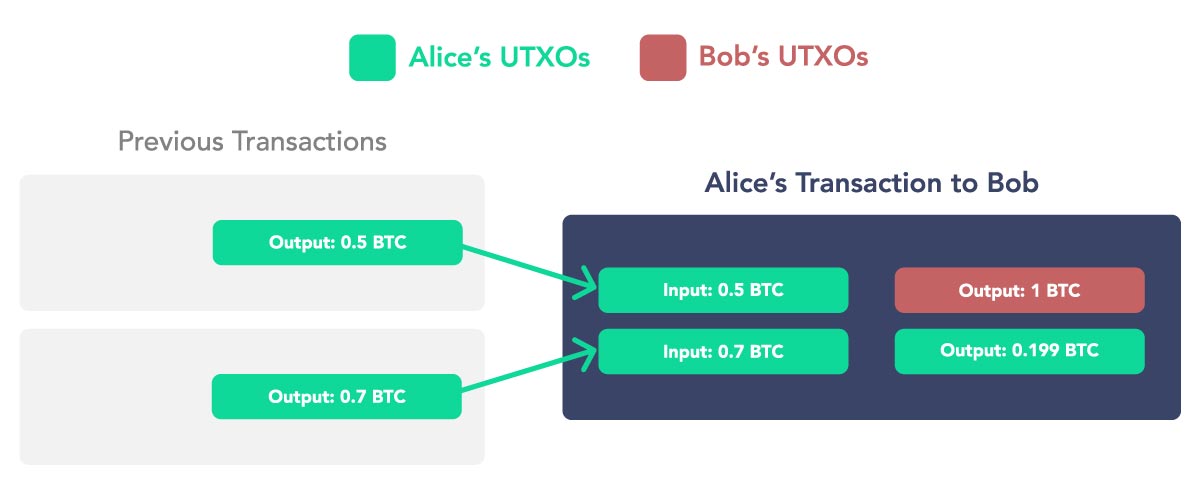 Alice’s UTXOs
Bob’s UTXOs
Previous Transactions
Output: 0.5 BTC
Output: 0.7 BTC
Alice’s Transaction to Bob
Input: 0.5 BTC
Output: 1 BTC
Input: 0.7 BTC
Output: 0.199 BTC